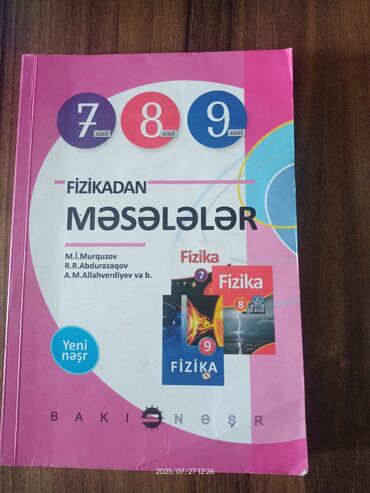 7 sinif 8 sinif 9 sinif
FİZİKADAN
MƏSƏLƏLƏR
M.İ.Murquzov
R.R.Abdurazaqov
A.M.Allahverdiyev və b.
Fizika
7
Fizika
8
9
FİZİKA
Yeni
nəşr
BAKI NƏŞR
2025/07/27 12:26